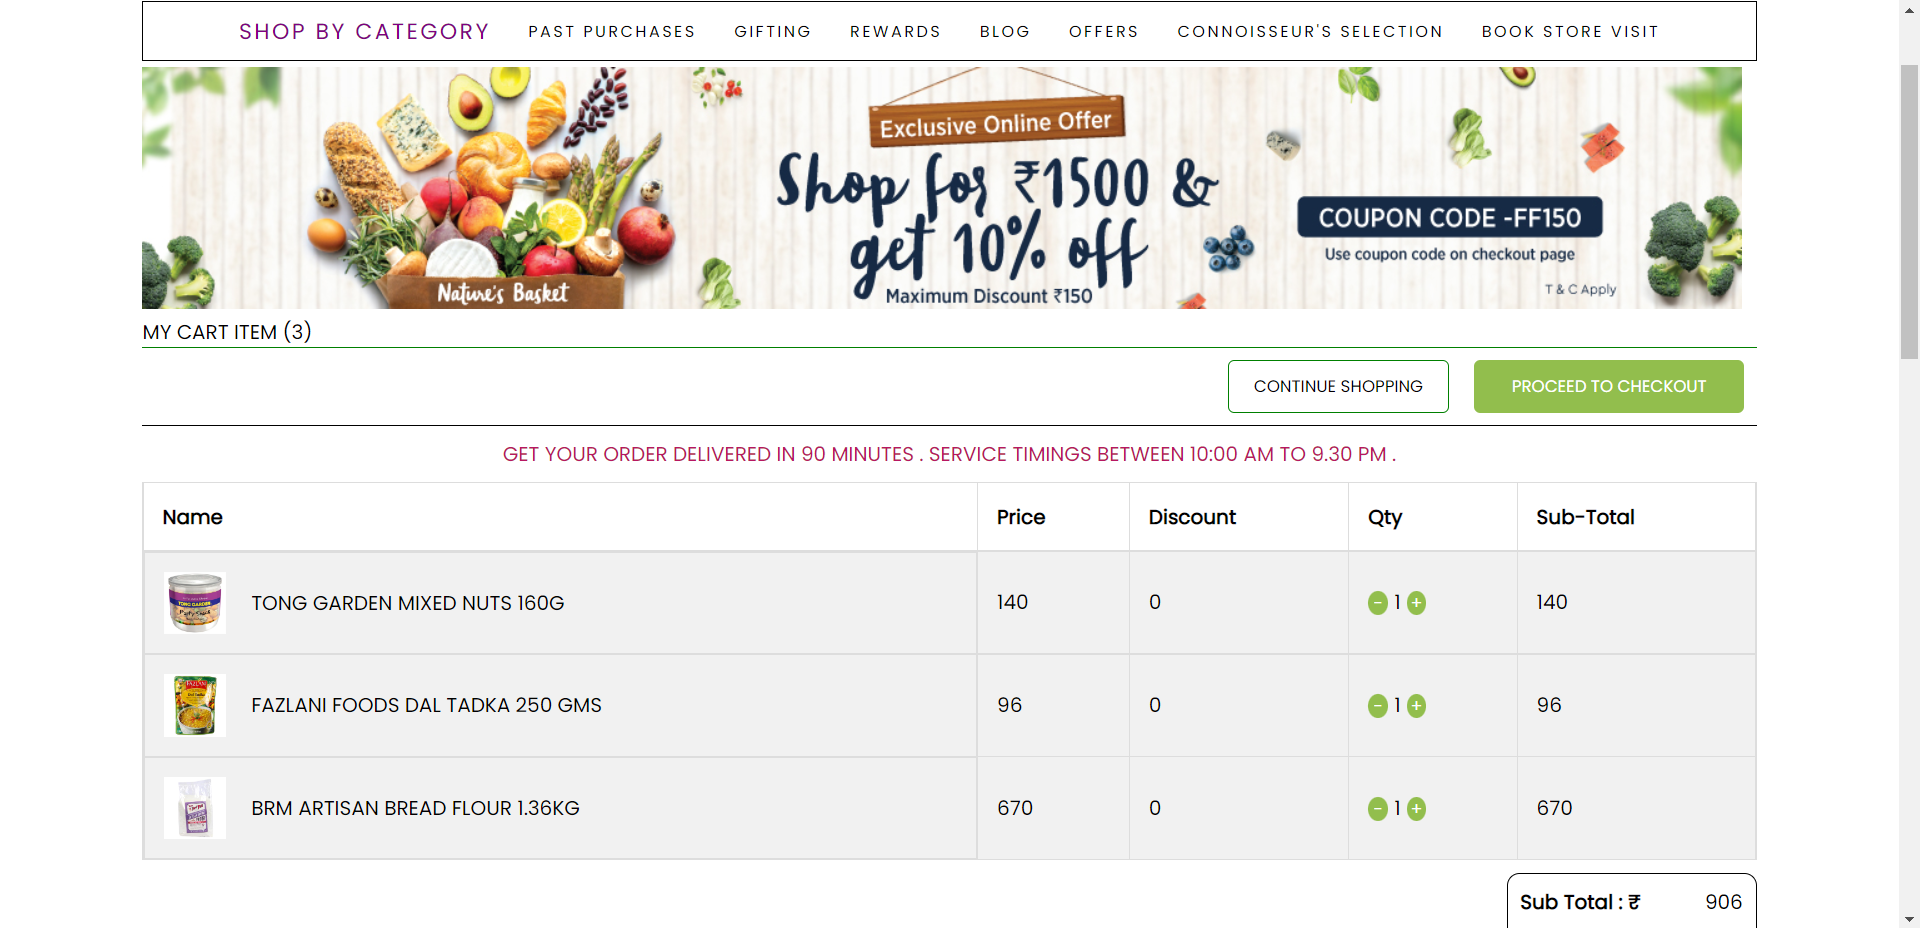 SHOP BY CATEGORY PAST PURCHASES GIFTING REWARDS BLOG OFFERS CONNOISSEUR'S SELECTION BOOK STORE VISIT
Exclusive Online Offer
Shop for ₹1500 &
get 10% off
Maximum Discount ₹150
COUPON CODE -FF150
Use coupon code on checkout page
T & C Apply
Nature's Basket
MY CART ITEM (3)
CONTINUE SHOPPING PROCEED TO CHECKOUT
GET YOUR ORDER DELIVERED IN 90 MINUTES . SERVICE TIMINGS BETWEEN 10:00 AM TO 9.30 PM .
Name Price Discount Qty Sub-Total
TONG GARDEN MIXED NUTS 160G 140 0 - 1 + 140
FAZLANI FOODS DAL TADKA 250 GMS 96 0 - 1 + 96
BRM ARTISAN BREAD FLOUR 1.36KG 670 0 - 1 + 670
Sub Total : ₹ 906